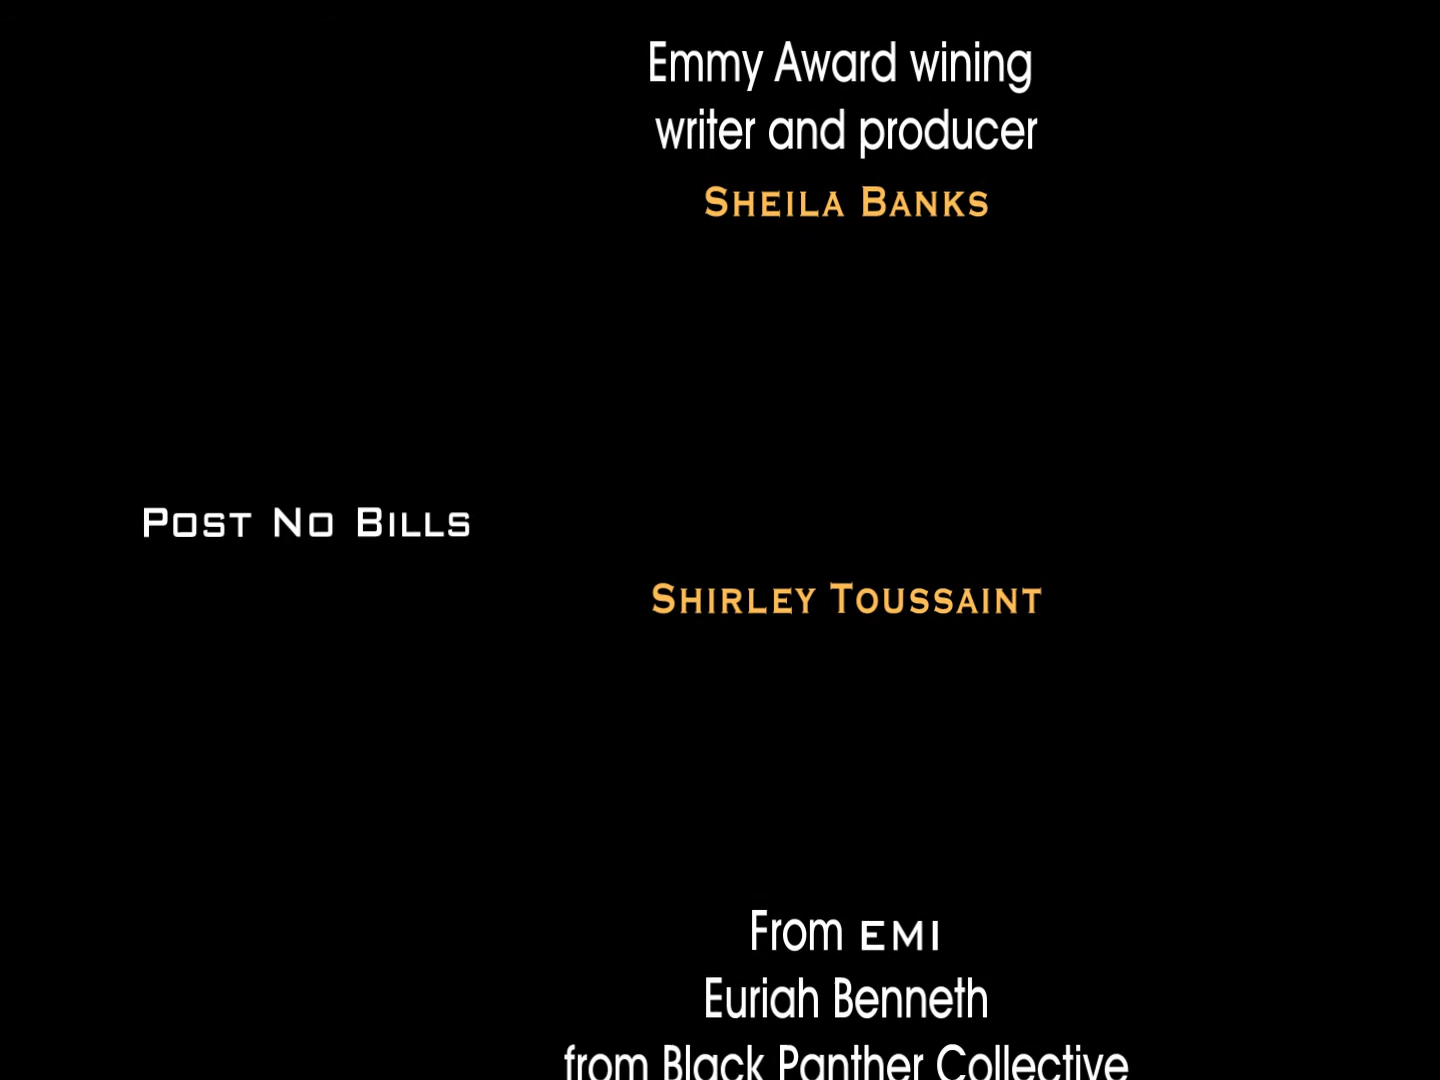 Emmy Award wining
writer and producer
Sheila Banks
Post No Bills
Shirley Toussaint
From EMI
Euriah Benneth
from Black Panther Collective